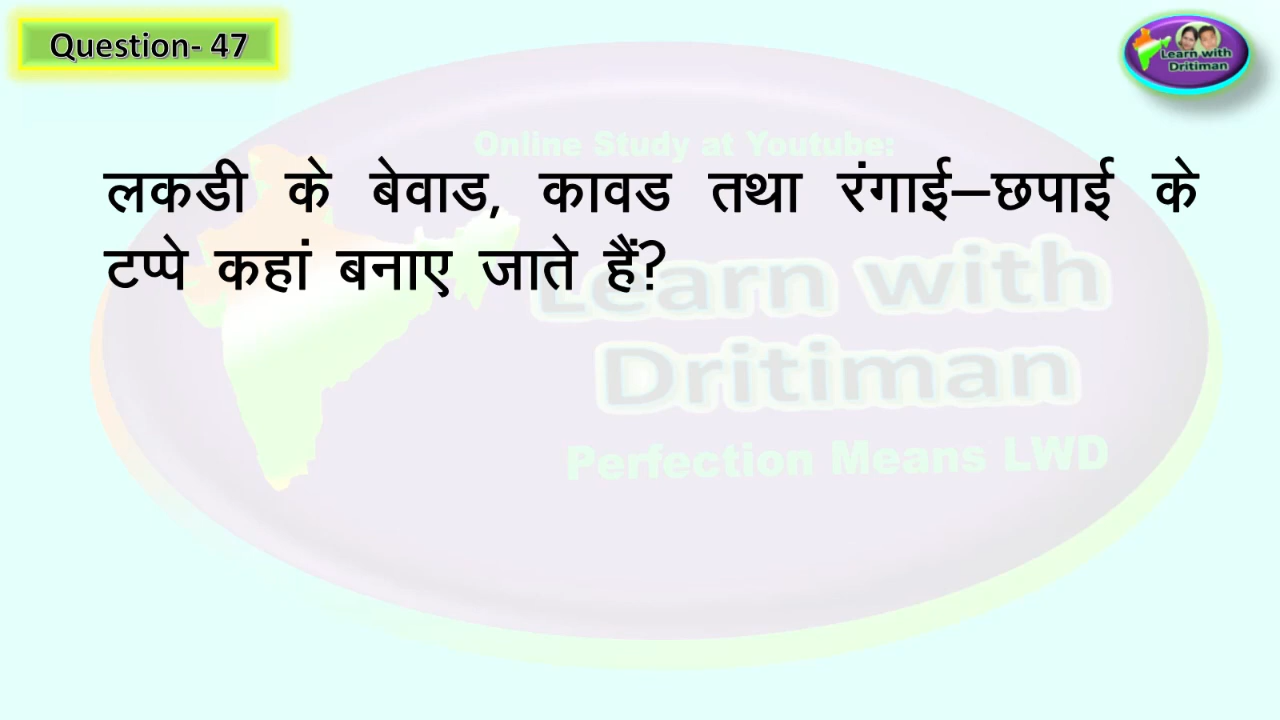 Question- 47
Learn with
Dritiman
Online Study at Youtube:
लकडी के बेवाड, कावड तथा रंगाई–छपाई के
टप्पे कहां बनाए जाते हैं?
Learn with
Dritiman
Perfection Means LWD